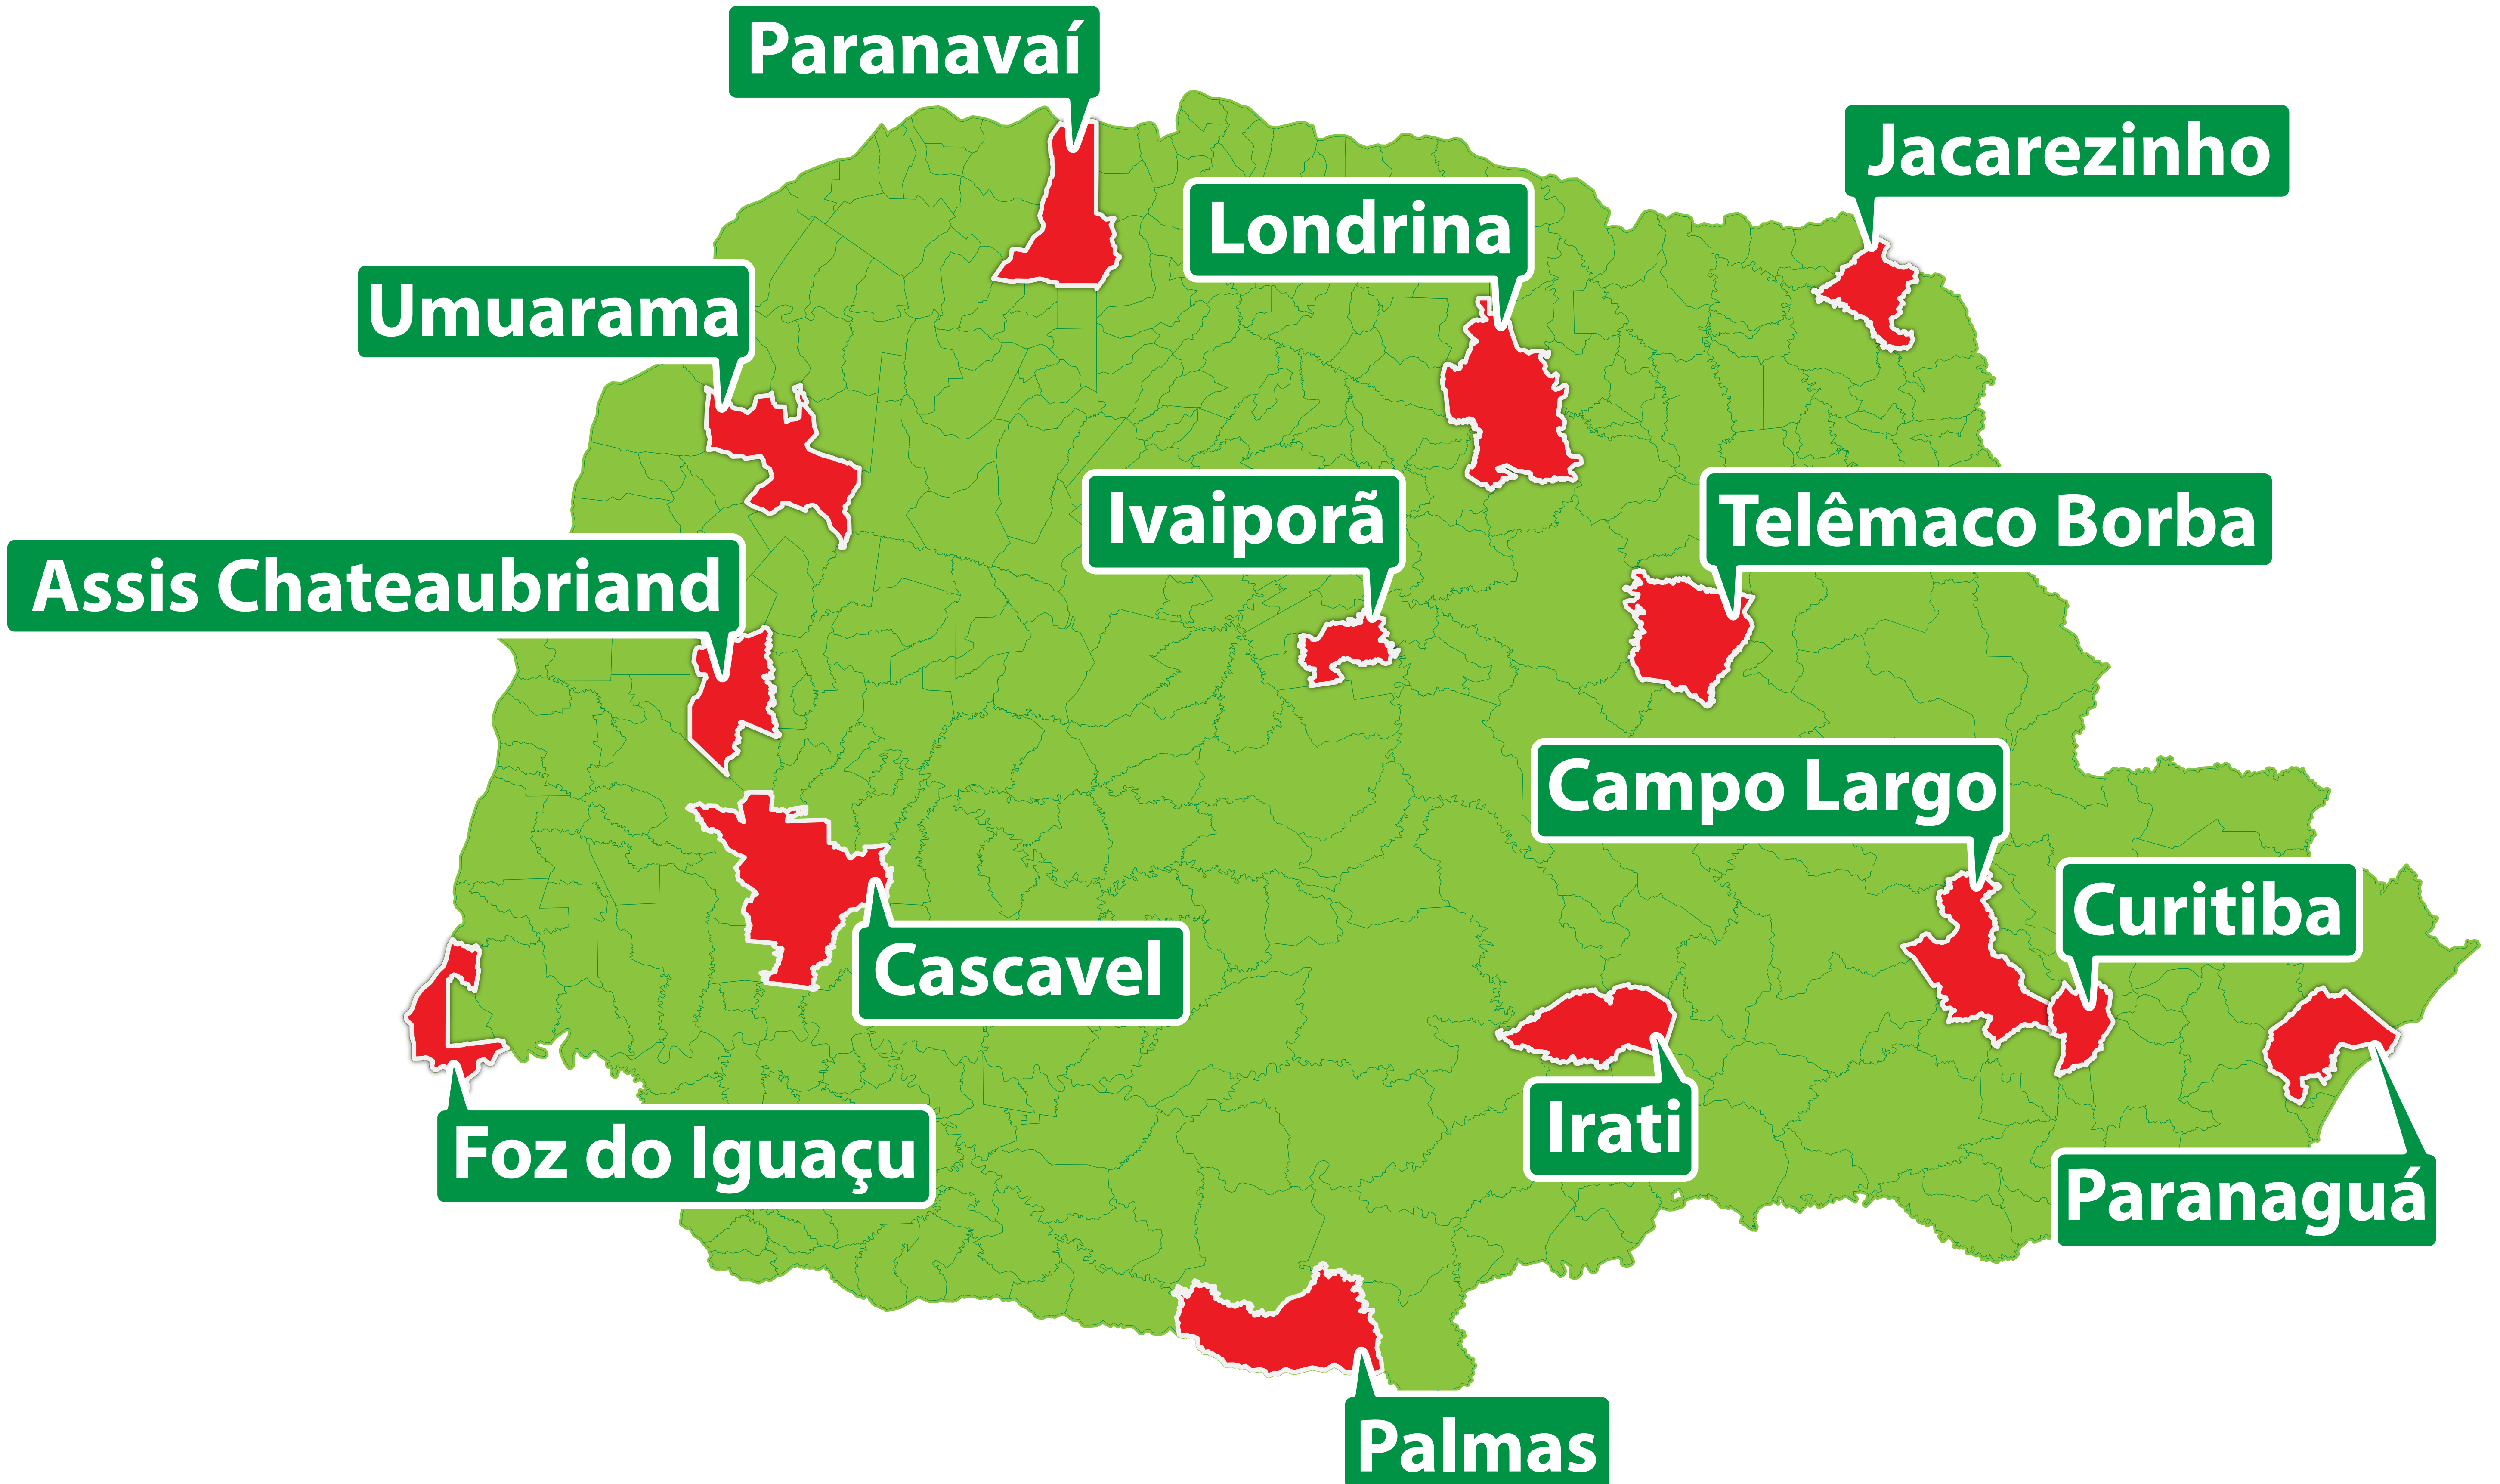 Paranavaí
Jacarezinho
Londrina
Umuarama
Ivaiporã
Telêmaco Borba
Assis Chateaubriand
Campo Largo
Curitiba
Cascavel
Irati
Foz do Iguaçu
Paranaguá
Palmas